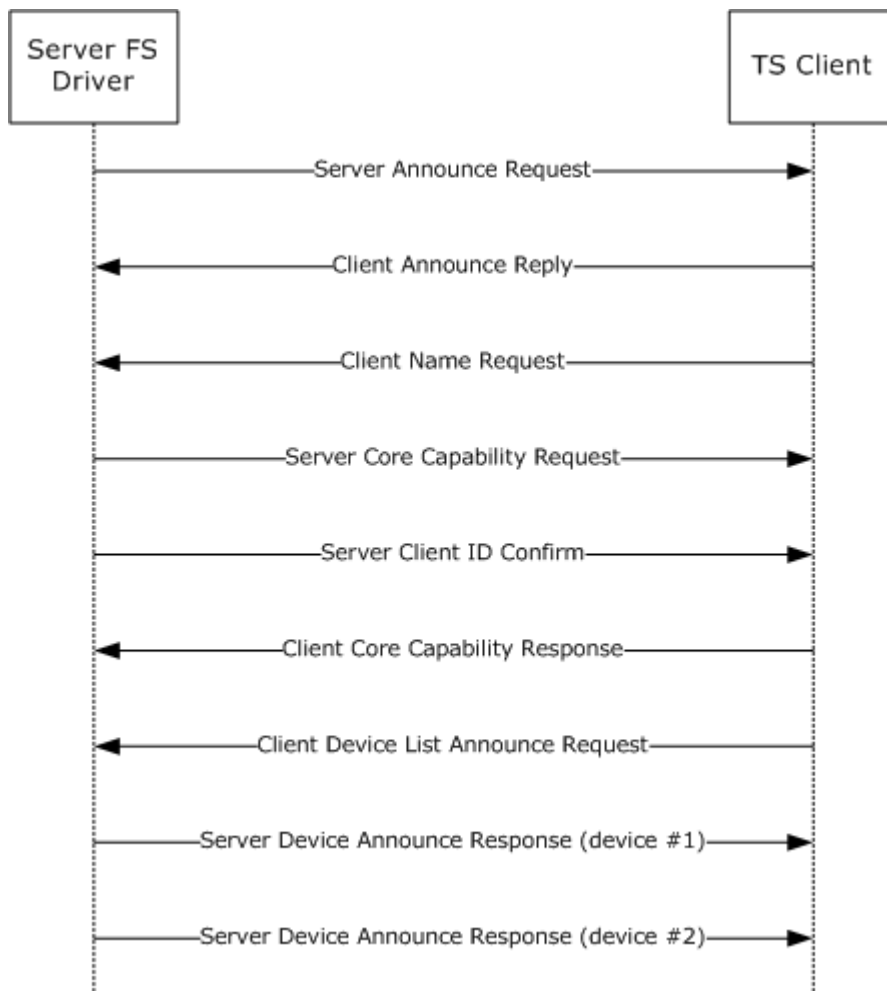 Server FS
Driver
TS Client
Server Announce Request
Client Announce Reply
Client Name Request
Server Core Capability Request
Server Client ID Confirm
Client Core Capability Response
Client Device List Announce Request
Server Device Announce Response (device #1)
Server Device Announce Response (device #2)